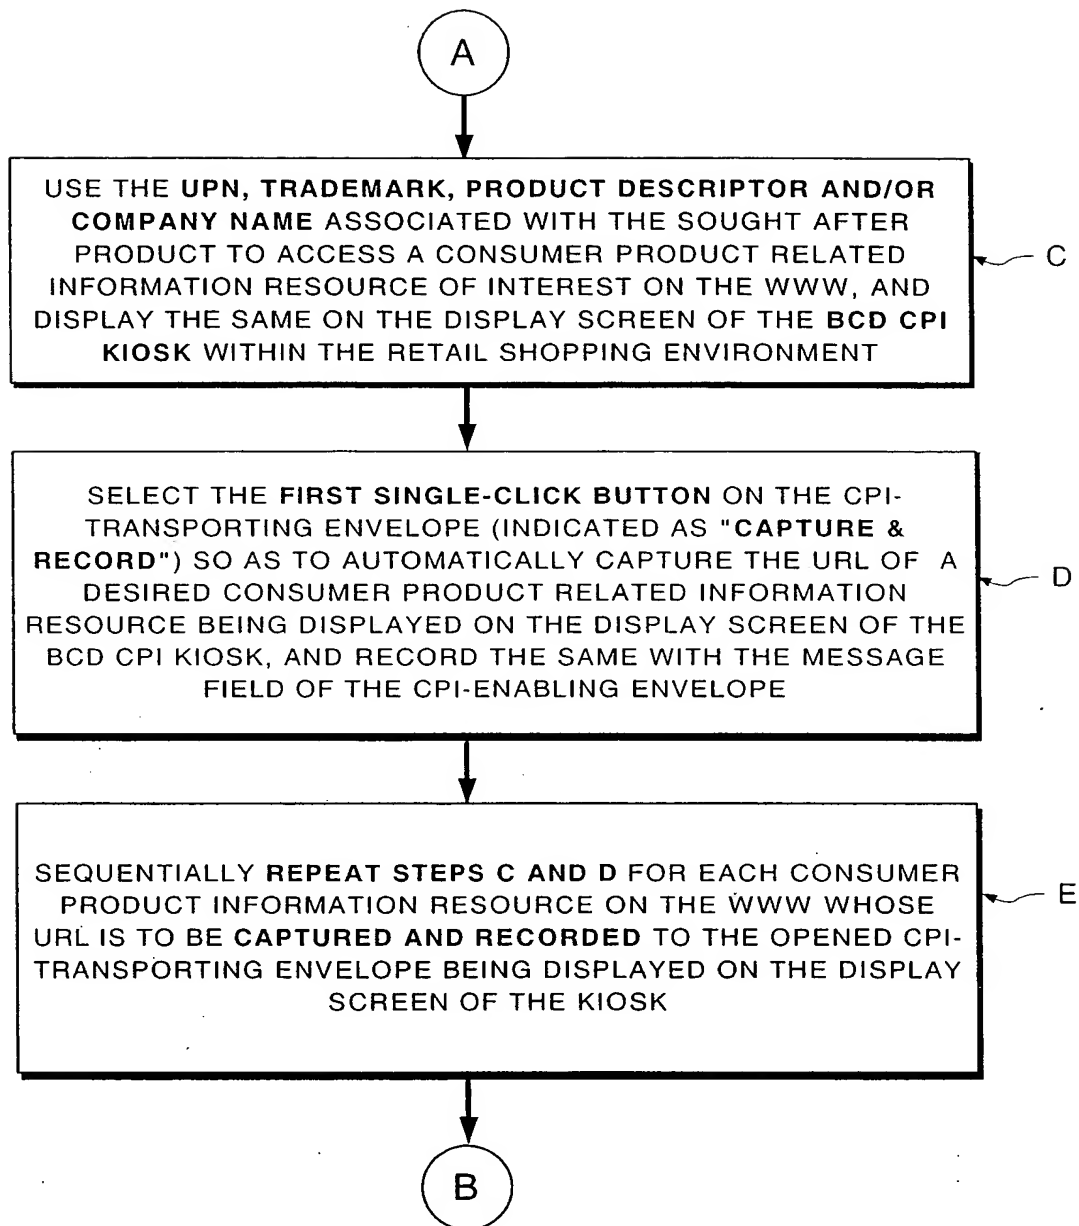 A
USE THE UPN, TRADEMARK, PRODUCT DESCRIPTOR AND/OR
COMPANY NAME ASSOCIATED WITH THE SOUGHT AFTER
PRODUCT TO ACCESS A CONSUMER PRODUCT RELATED
INFORMATION RESOURCE OF INTEREST ON THE WWW, AND
DISPLAY THE SAME ON THE DISPLAY SCREEN OF THE BCD CPI
KIOSK WITHIN THE RETAIL SHOPPING ENVIRONMENT
C
SELECT THE FIRST SINGLE-CLICK BUTTON ON THE CPI-
TRANSPORTING ENVELOPE (INDICATED AS "CAPTURE &
RECORD") SO AS TO AUTOMATICALLY CAPTURE THE URL OF A
DESIRED CONSUMER PRODUCT RELATED INFORMATION
RESOURCE BEING DISPLAYED ON THE DISPLAY SCREEN OF THE
BCD CPI KIOSK, AND RECORD THE SAME WITH THE MESSAGE
FIELD OF THE CPI-ENABLING ENVELOPE
D
SEQUENTIALLY REPEAT STEPS C AND D FOR EACH CONSUMER
PRODUCT INFORMATION RESOURCE ON THE WWW WHOSE
URL IS TO BE CAPTURED AND RECORDED TO THE OPENED CPI-
TRANSPORTING ENVELOPE BEING DISPLAYED ON THE DISPLAY
SCREEN OF THE KIOSK
E
B